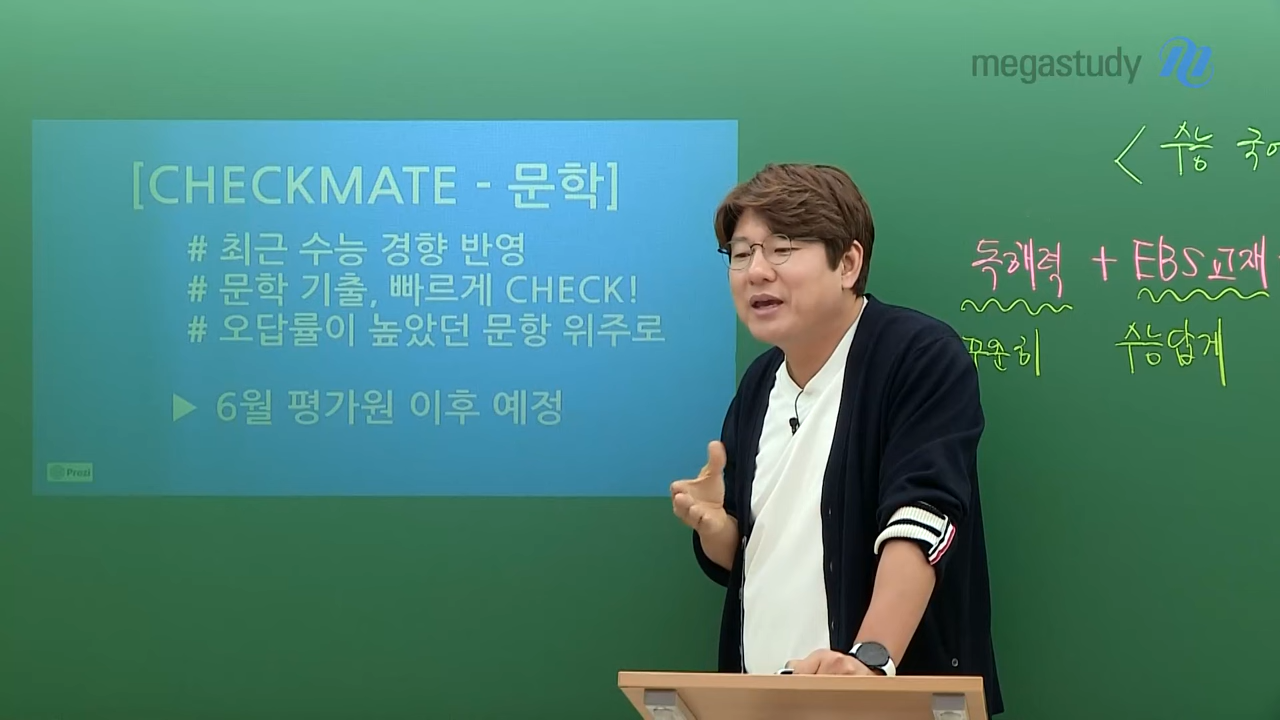 megastudy
[CHECKMATE - 문학]
# 최근 수능 경향 반영
# 문학 기출, 빠르게 CHECK!
# 오답률이 높았던 문항 위주로
▶ 6월 평가원 이후 예정
Prezi
< 수능 국어
독해력 + EBS교재
꾸준히 수능답게